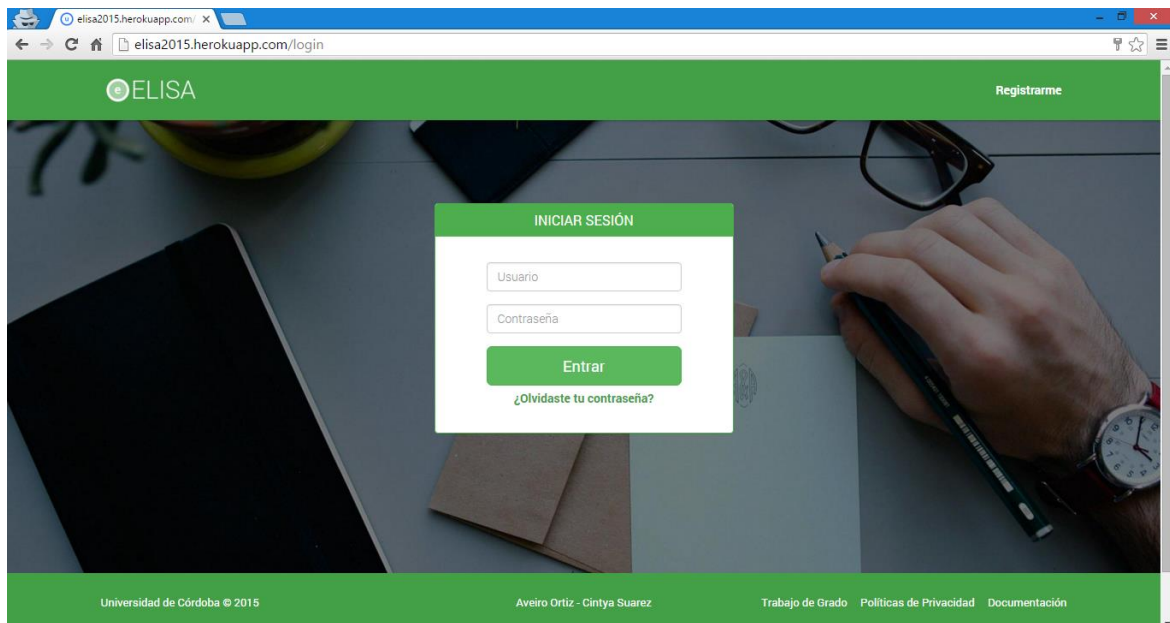 elisa2015.herokuapp.com/
elisa2015.herokuapp.com/login
e ELISA
Registrarme
INICIAR SESIÓN
Usuario
Contraseña
Entrar
¿Olvidaste tu contraseña?
Universidad de Córdoba © 2015
Aveiro Ortiz - Cintya Suarez
Trabajo de Grado Políticas de Privacidad Documentación